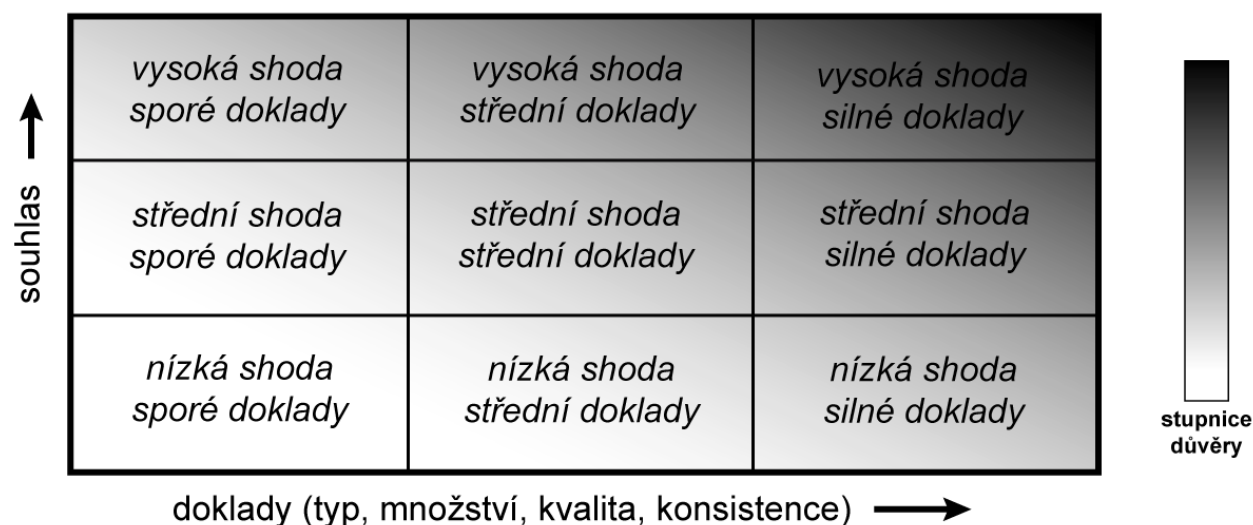 vysoká shoda
sporé doklady
vysoká shoda
střední doklady
vysoká shoda
silné doklady
střední shoda
sporé doklady
střední shoda
střední doklady
střední shoda
silné doklady
nízká shoda
sporé doklady
nízká shoda
střední doklady
nízká shoda
silné doklady
souhlas
doklady (typ, množství, kvalita, konsistence)
stupnice
důvěry